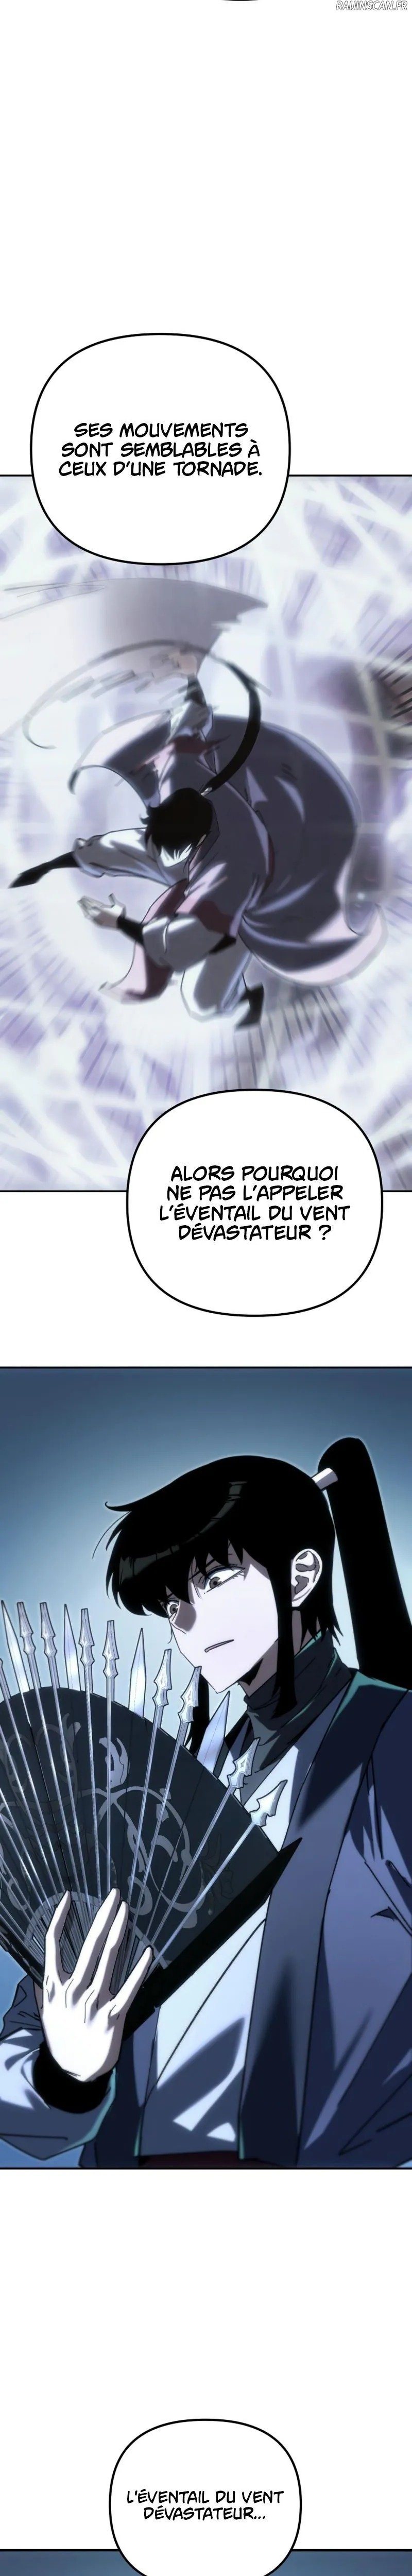 RAIJINSCAN.FR
SES MOUVEMENTS
SONT SEMBLABLES À
CEUX D'UNE TORNADE.
ALORS POURQUOI
NE PAS L'APPELER
L'ÉVENTAIL DU VENT
DÉVASTATEUR ?
L'ÉVENTAIL DU VENT
DÉVASTATEUR...